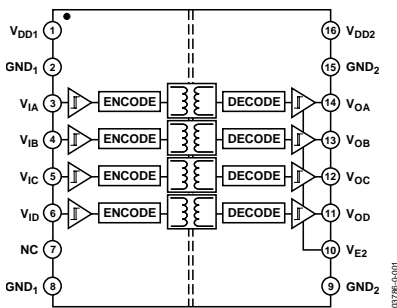 VDD1 1 16 VDD2
GND1 2 15 GND2
VIA 3 ENCODE DECODE 14 VOA
VIB 4 ENCODE DECODE 13 VOB
VIC 5 ENCODE DECODE 12 VOC
VID 6 ENCODE DECODE 11 VOD
NC 7 10 VE2
GND1 8 9 GND2
03786-0-001